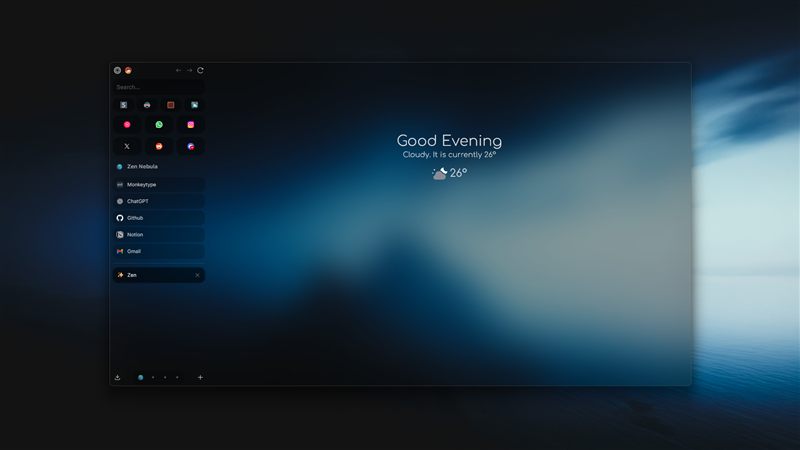 Search...
Zen Nebula
Monkeytype
ChatGPT
Github
Notion
Gmail
Zen
Good Evening
Cloudy. It is currently 26°
26°